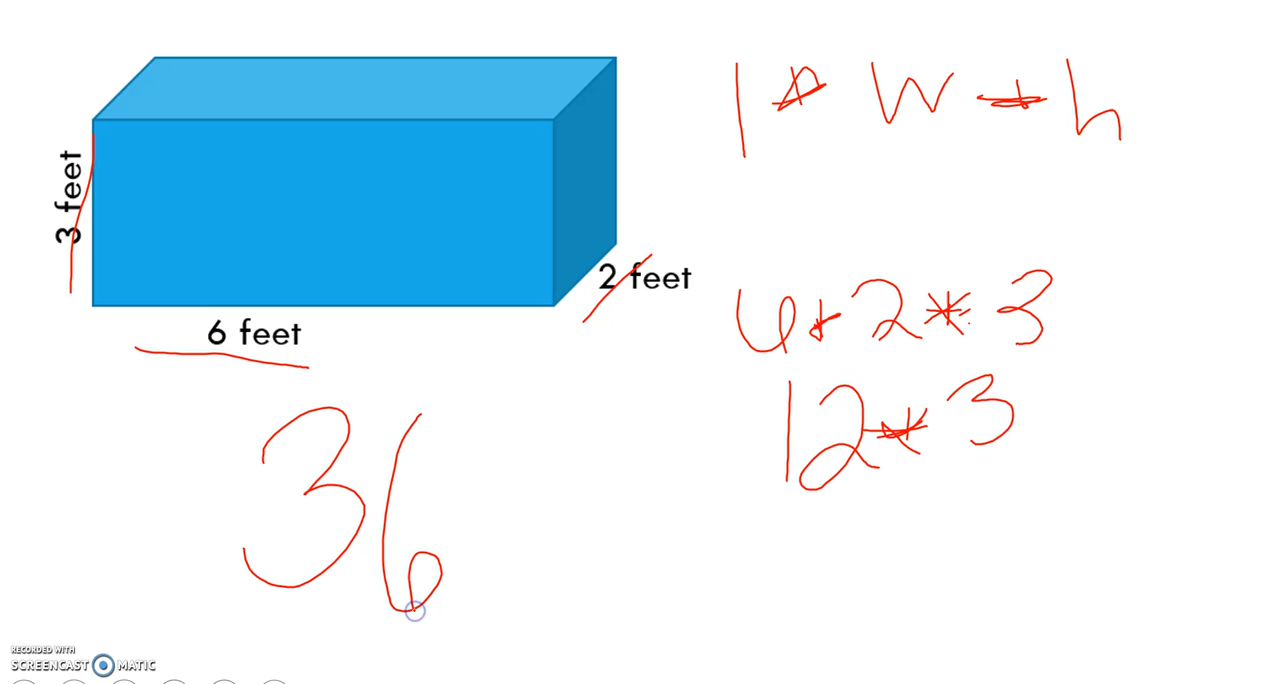 l * w * h
3 feet
2 feet
6 feet
6 * 2 * 3
12 * 3
36
RECORDED WITH
SCREENCAST MATIC